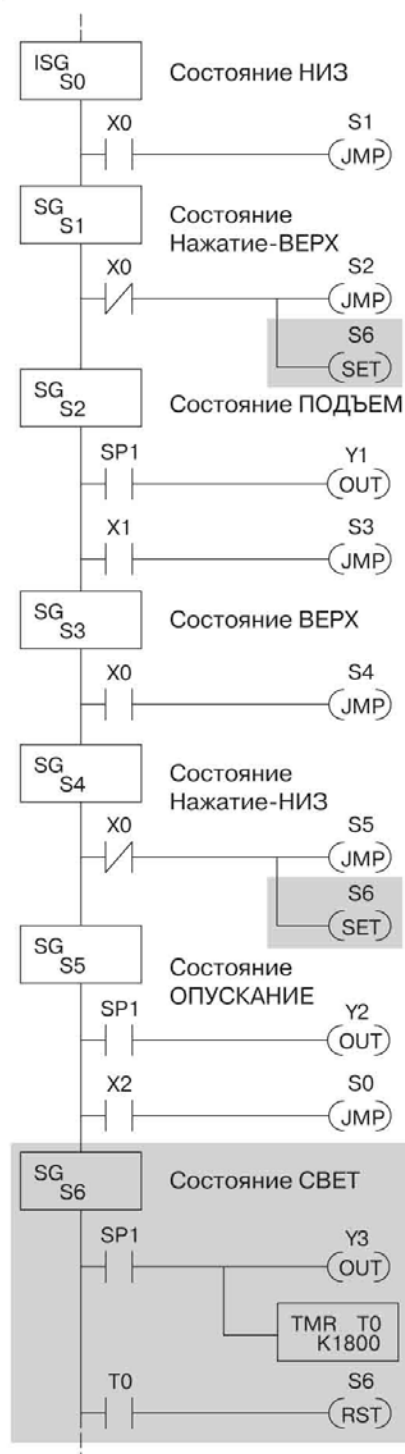 ISG
S0
Состояние НИЗ
X0
S1
JMP
SG
S1
Состояние
Нажатие-ВЕРХ
X0
S2
JMP
S6
SET
SG
S2
Состояние ПОДЪЕМ
SP1
Y1
OUT
X1
S3
JMP
SG
S3
Состояние ВЕРХ
X0
S4
JMP
SG
S4
Состояние
Нажатие-НИЗ
X0
S5
JMP
S6
SET
SG
S5
Состояние
ОПУСКАНИЕ
SP1
Y2
OUT
X2
S0
JMP
SG
S6
Состояние СВЕТ
SP1
Y3
OUT
TMR T0
K1800
T0
S6
RST